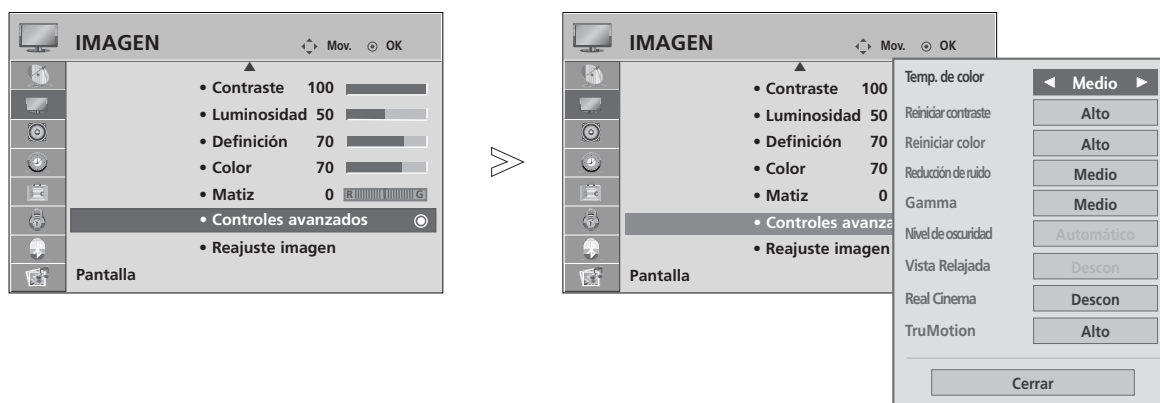 IMAGEN Mov. OK
• Contraste 100
• Luminosidad 50
• Definición 70
• Color 70
• Matiz 0 R G
• Controles avanzados
• Reajuste imagen
Pantalla
IMAGEN Mov. OK
• Contraste 100
• Luminosidad 50
• Definición 70
• Color 70
• Matiz 0
• Controles avanza
• Reajuste imagen
Pantalla
Temp. de color Medio
Reiniciar contraste Alto
Reiniciar color Alto
Reducción de ruido Medio
Gamma Medio
Nivel de oscuridad Automático
Vista Relajada Descon
Real Cinema Descon
TruMotion Alto
Cerrar